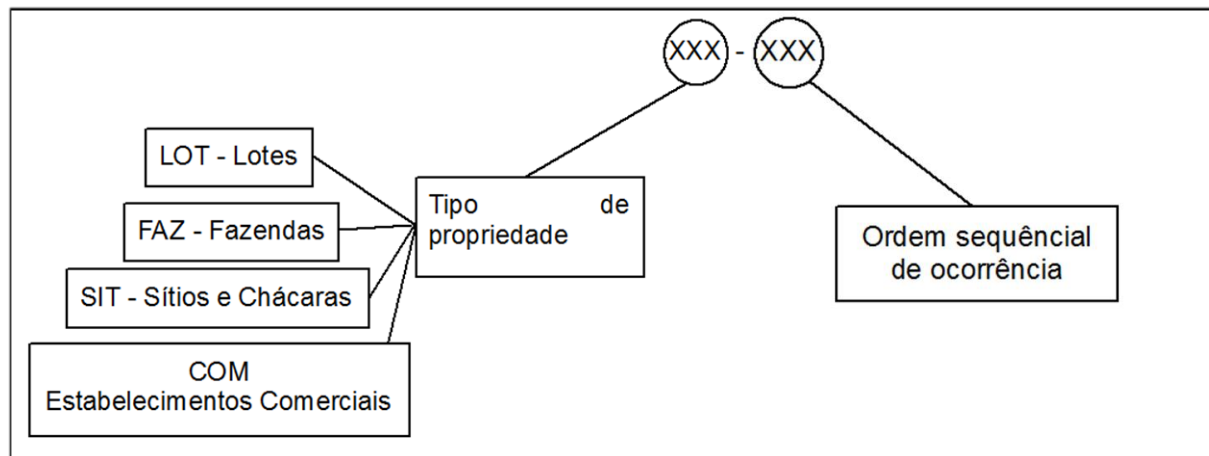 XXX - XXX
LOT - Lotes
FAZ - Fazendas
SIT - Sítios e Chácaras
COM
Estabelecimentos Comerciais
Tipo de
propriedade
Ordem sequêncial
de ocorrência